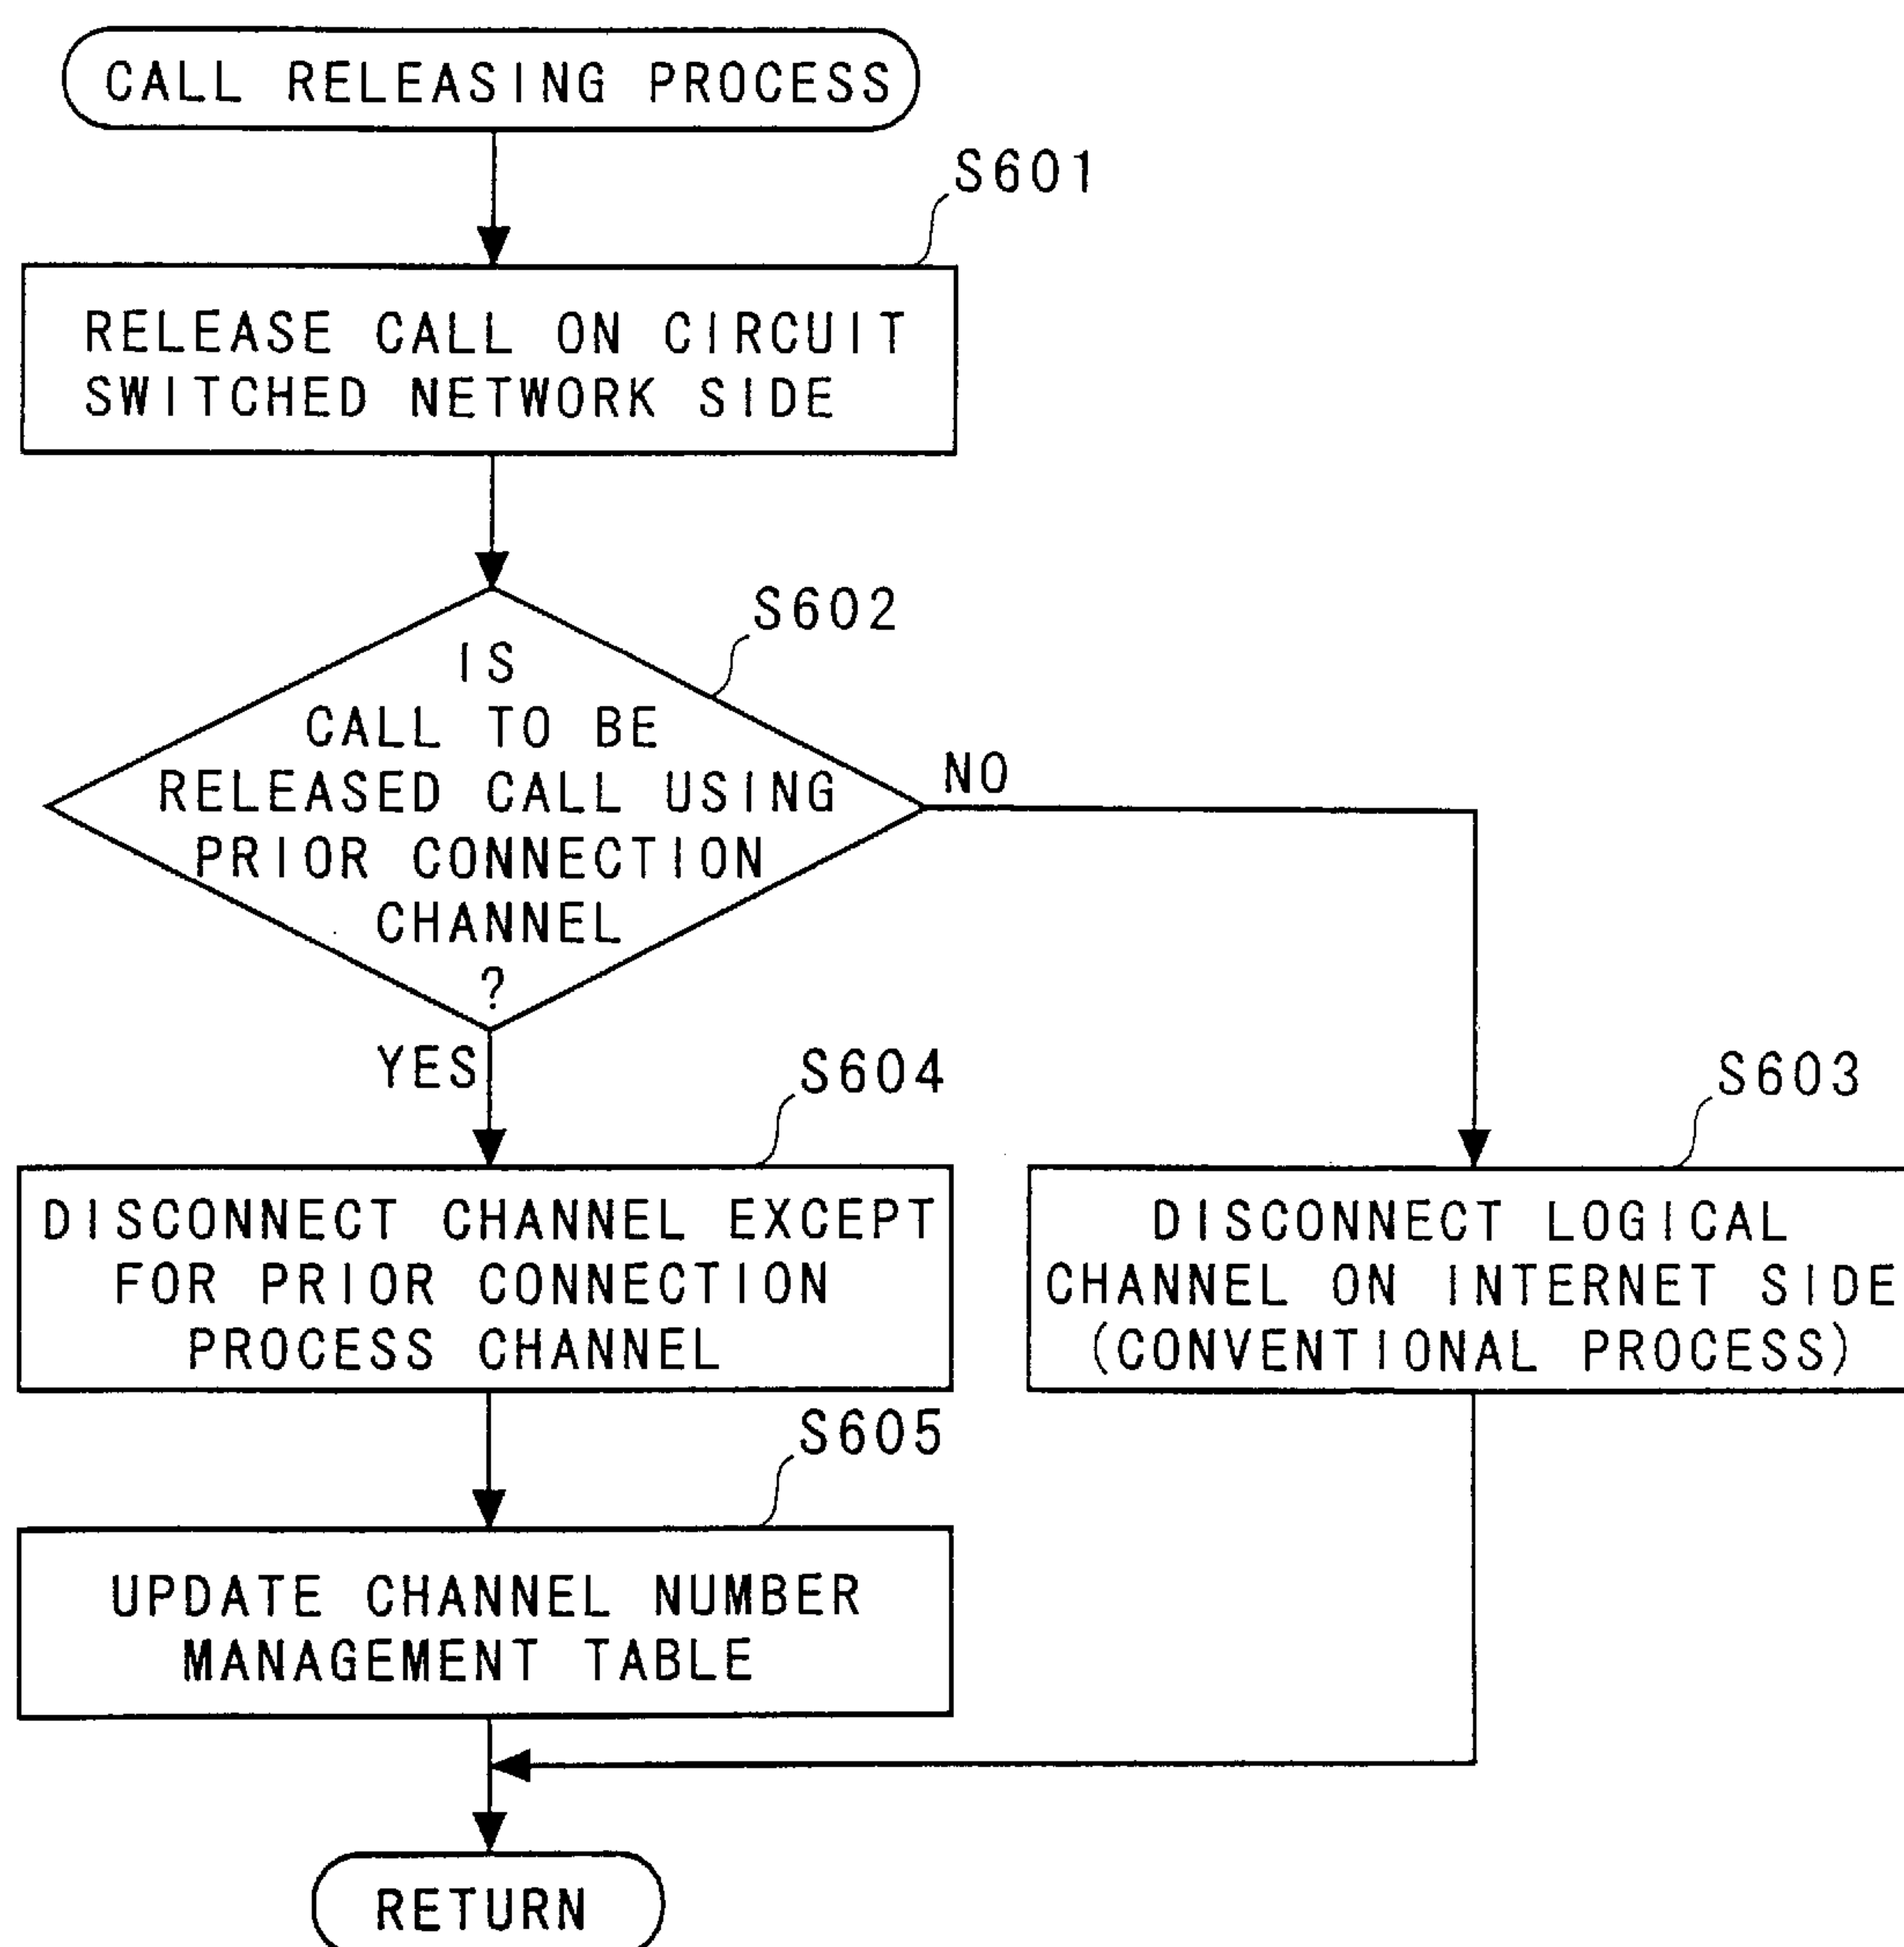 CALL RELEASING PROCESS
S601
RELEASE CALL ON CIRCUIT
SWITCHED NETWORK SIDE
S602
IS
CALL TO BE
RELEASED CALL USING
PRIOR CONNECTION
CHANNEL
?
NO
YES
S604
DISCONNECT CHANNEL EXCEPT
FOR PRIOR CONNECTION
PROCESS CHANNEL
S603
DISCONNECT LOGICAL
CHANNEL ON INTERNET SIDE
(CONVENTIONAL PROCESS)
S605
UPDATE CHANNEL NUMBER
MANAGEMENT TABLE
RETURN